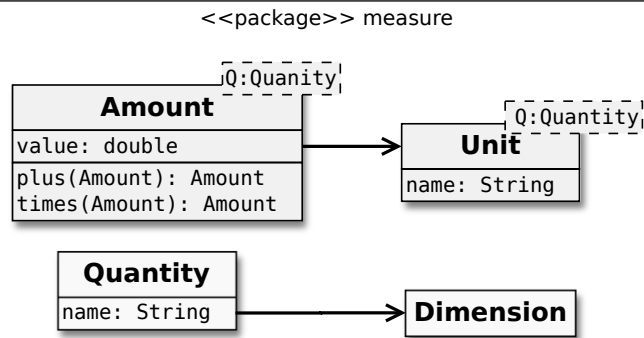 <<package>> measure
Q:Quanity
Amount
value: double
plus(Amount): Amount
times(Amount): Amount
Q:Quantity
Unit
name: String
Quantity
name: String
Dimension